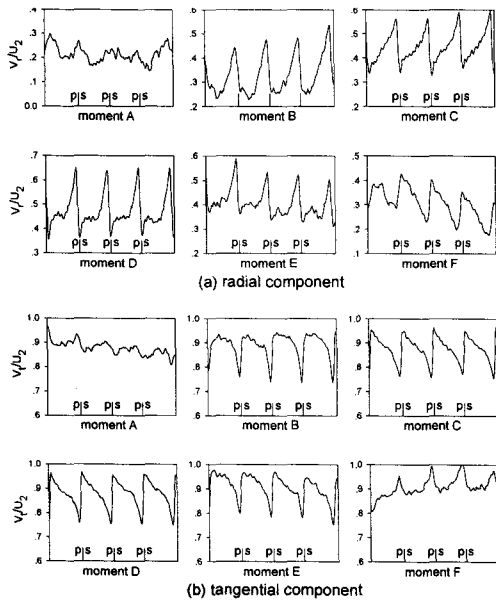 Vr/U2
.4
.3
.2
.1
0.0
p|s p|s p|s
moment A
.6
.5
.4
.3
.2
moment B
.6
.5
.4
.3
.2
p|s p|s p|s
moment C
Vr/U2
.7
.6
.5
.4
.3
p|s p|s p|s
moment D
.6
.5
.4
.3
.2
p|s p|s p|s
moment E
.5
.4
.3
.2
p|s p|s p|s
moment F
(a) radial component
Vt/U2
1.0
.9
.8
.7
.6
p|s p|s p|s
moment A
1.0
.9
.8
.7
.6
p|s p|s p|s
moment B
1.0
.9
.8
.7
.6
p|s p|s p|s
moment C
Vt/U2
1.0
.9
.8
.7
.6
p|s p|s p|s
moment D
1.0
.9
.8
.7
.6
p|s p|s p|s
moment E
1.0
.9
.8
.7
.6
p|s p|s p|s
moment F
(b) tangential component